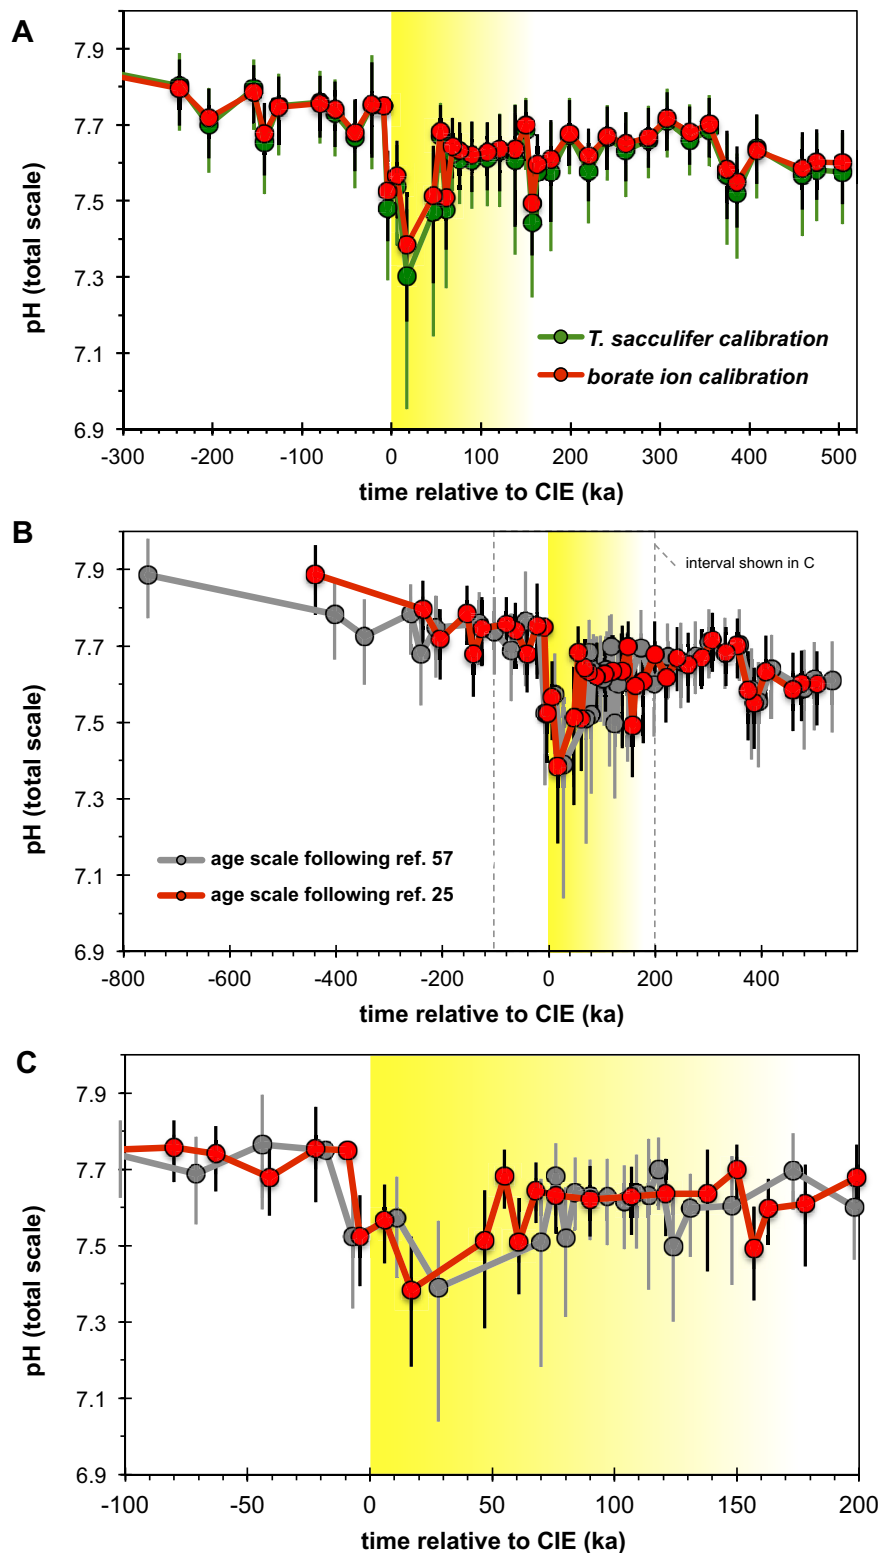 A
7.9
7.7
7.5
7.3
7.1
6.9
pH (total scale)
T. sacculifer calibration
borate ion calibration
-300 -200 -100 0 100 200 300 400 500
time relative to CIE (ka)
B
7.9
7.7
7.5
7.3
7.1
6.9
pH (total scale)
interval shown in C
age scale following ref. 57
age scale following ref. 25
-800 -600 -400 -200 0 200 400
time relative to CIE (ka)
C
7.9
7.7
7.5
7.3
7.1
6.9
pH (total scale)
-100 -50 0 50 100 150 200
time relative to CIE (ka)